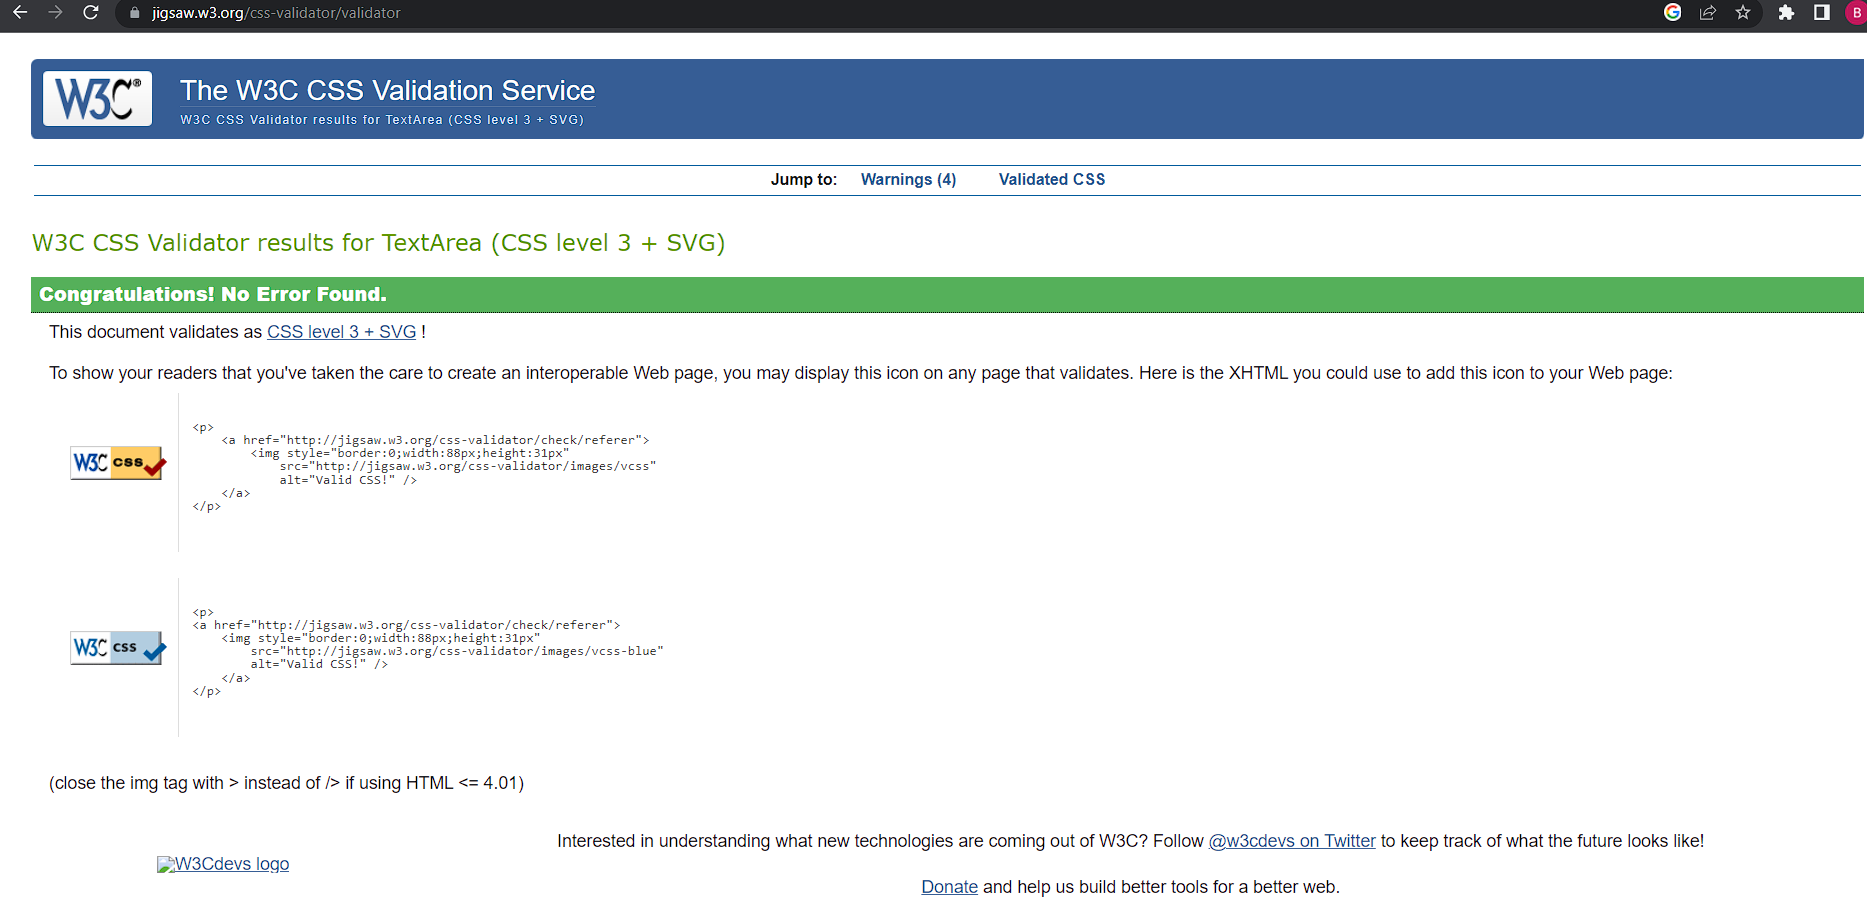 jigsaw.w3.org/css-validator/validator
B
W3C®
The W3C CSS Validation Service
W3C CSS Validator results for TextArea (CSS level 3 + SVG)
Jump to: Warnings (4) Validated CSS
W3C CSS Validator results for TextArea (CSS level 3 + SVG)
Congratulations! No Error Found.
This document validates as CSS level 3 + SVG !
To show your readers that you've taken the care to create an interoperable Web page, you may display this icon on any page that validates. Here is the XHTML you could use to add this icon to your Web page:
W3C css
<p>
    <a href="http://jigsaw.w3.org/css-validator/check/referer">
        <img style="border:0;width:88px;height:31px"
            src="http://jigsaw.w3.org/css-validator/images/vcss"
            alt="Valid CSS!" />
    </a>
</p>
W3C css
<p>
<a href="http://jigsaw.w3.org/css-validator/check/referer">
    <img style="border:0;width:88px;height:31px"
        src="http://jigsaw.w3.org/css-validator/images/vcss-blue"
        alt="Valid CSS!" />
    </a>
</p>
(close the img tag with > instead of /> if using HTML <= 4.01)
W3Cdevs logo
Interested in understanding what new technologies are coming out of W3C? Follow @w3cdevs on Twitter to keep track of what the future looks like!
Donate and help us build better tools for a better web.